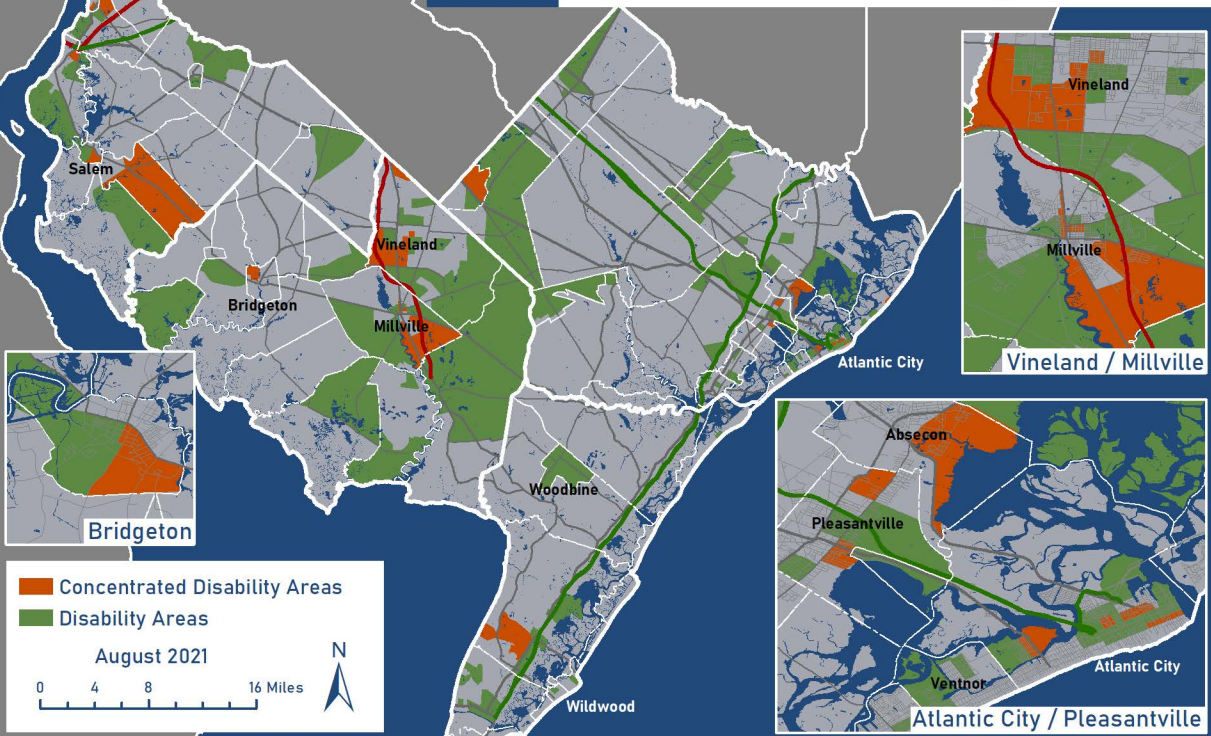 Salem
Vineland
Bridgeton
Millville
Atlantic City
Woodbine
Wildwood
Vineland
Millville
Vineland / Millville
Bridgeton
Absecon
Pleasantville
Ventnor
Atlantic City
Atlantic City / Pleasantville
Concentrated Disability Areas
Disability Areas
August 2021
N
0 4 8 16 Miles